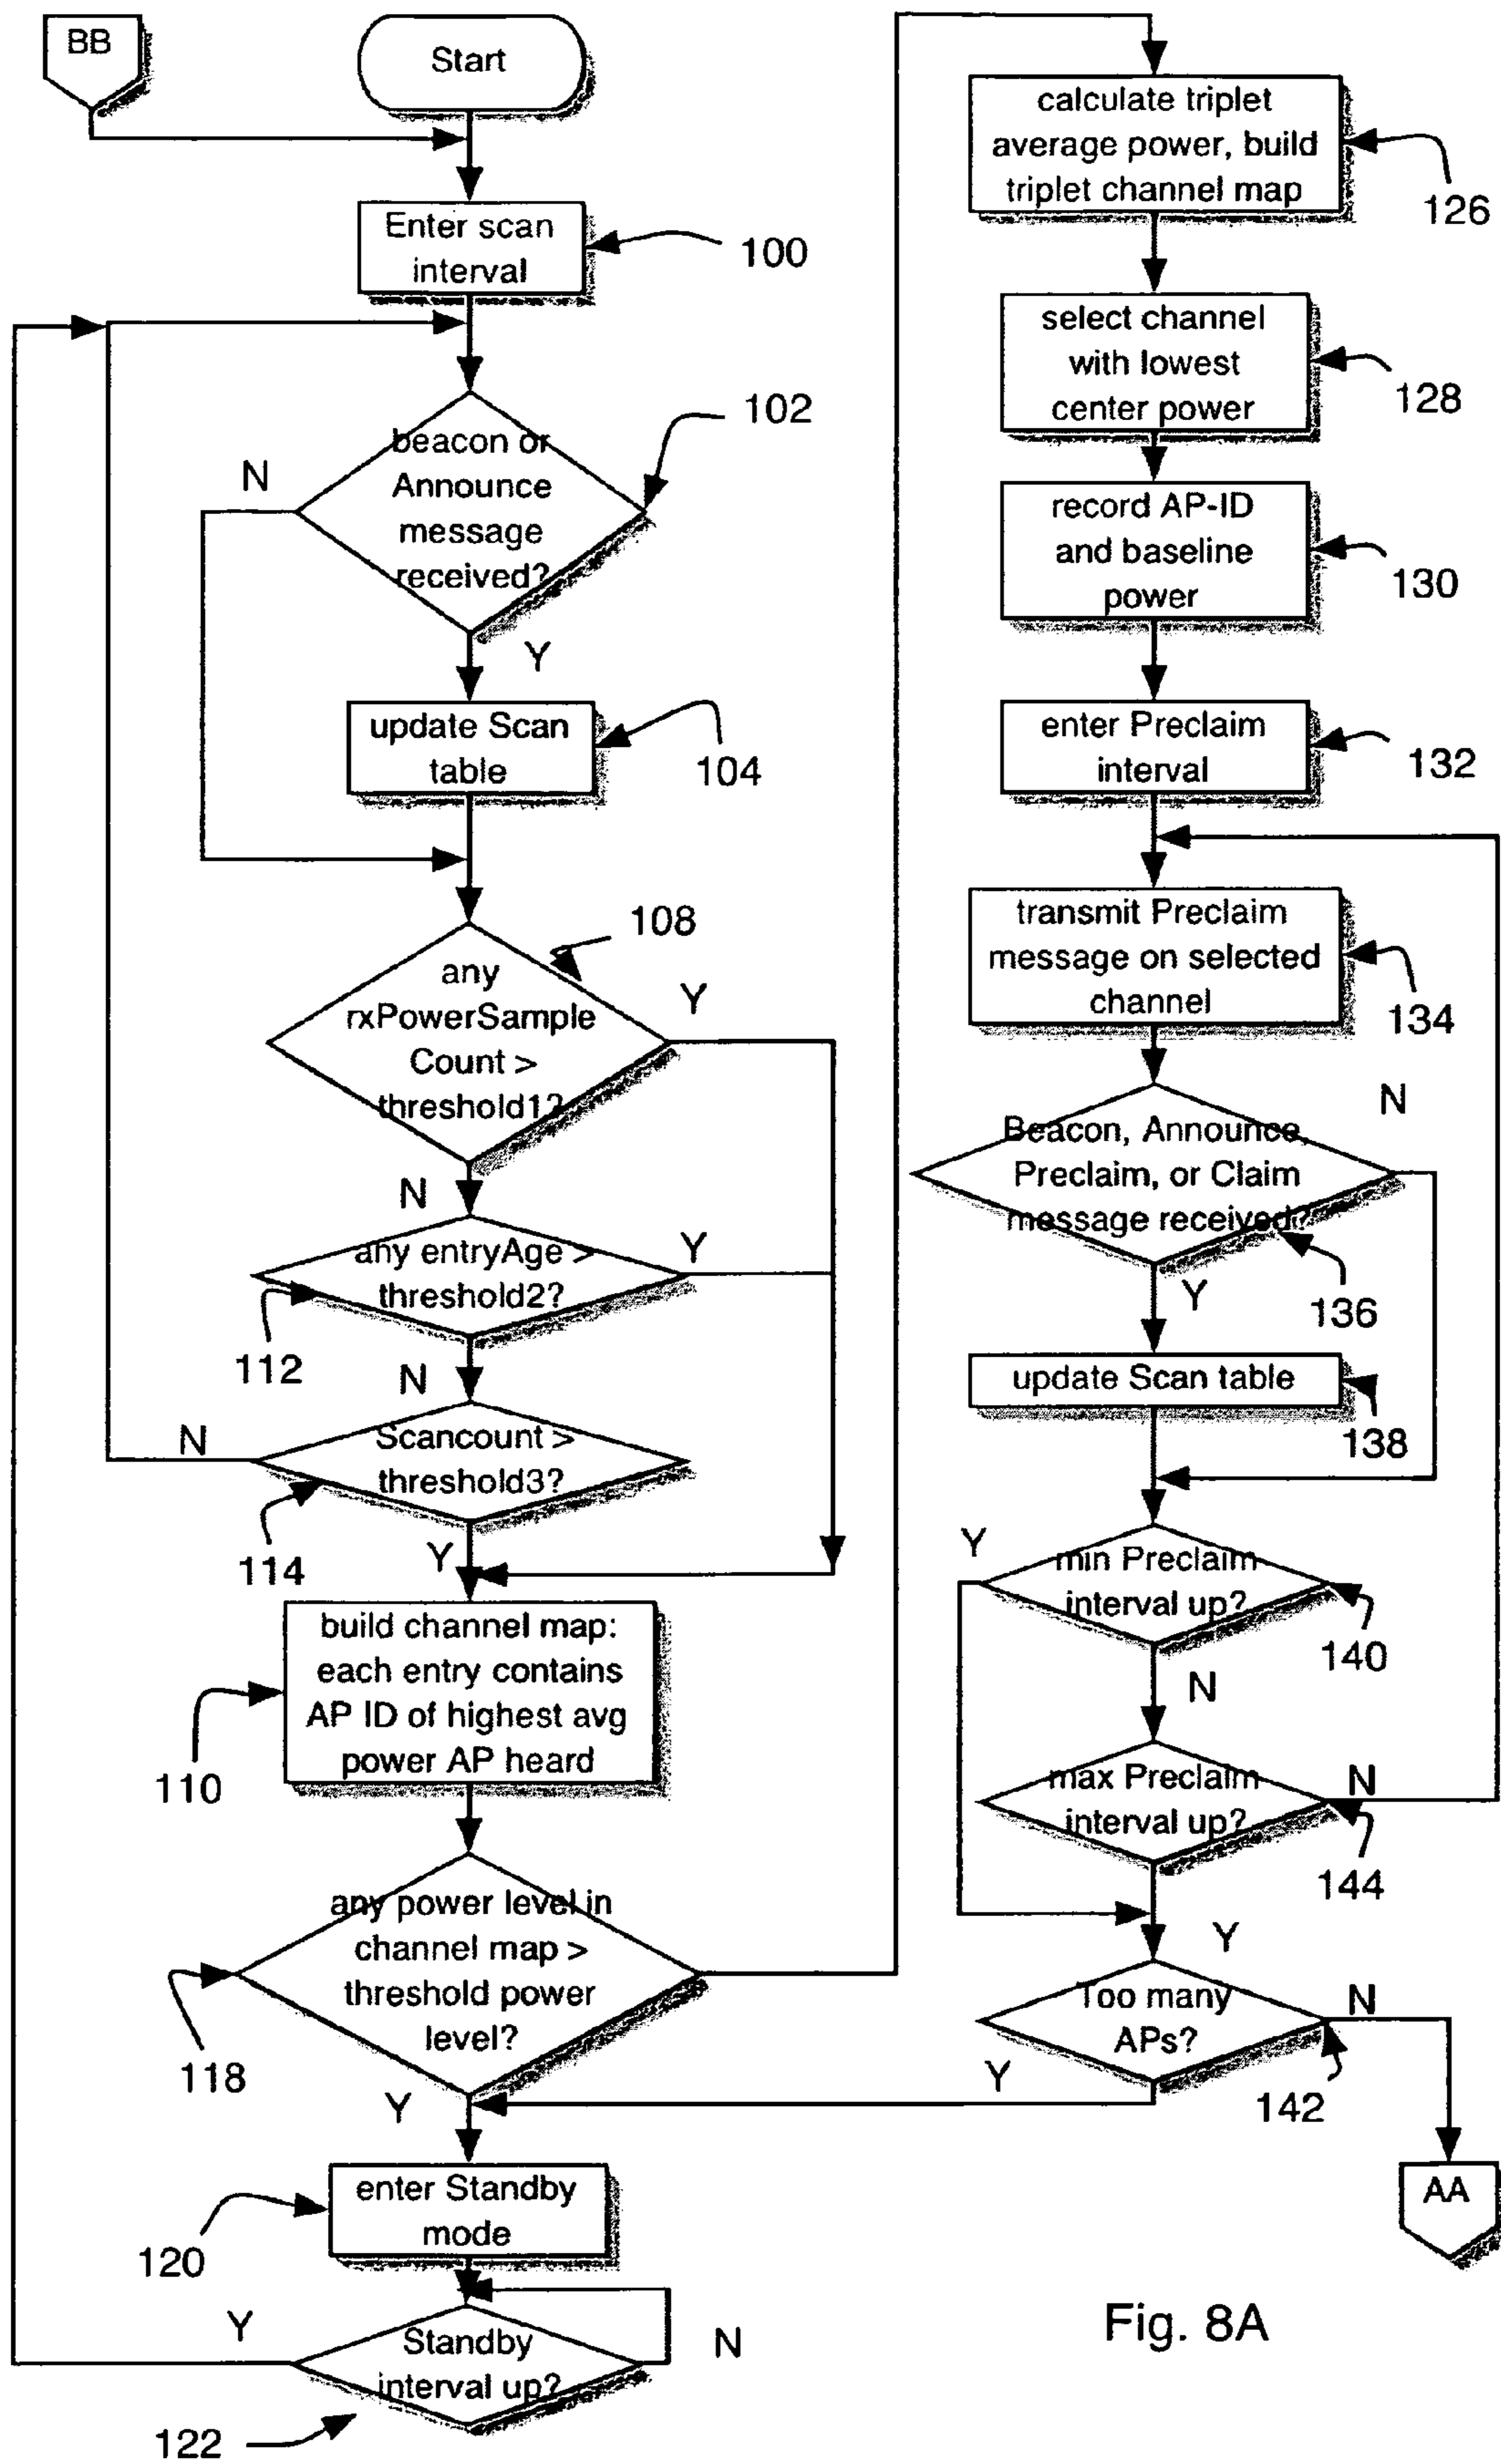 BB
Start
Enter scan
interval
100
beacon or
Announce
message
received?
102
N
Y
update Scan
table
104
any
rxPowerSample
Count >
threshold1?
108
Y
N
any entryAge >
threshold2?
Y
112
N
Scancount >
threshold3?
N
114
Y
build channel map:
each entry contains
AP ID of highest avg
power AP heard
110
any power level in
channel map >
threshold power
level?
118
Y
enter Standby
mode
120
Standby
interval up?
Y
N
122
calculate triplet
average power, build
triplet channel map
126
select channel
with lowest
center power
128
record AP-ID
and baseline
power
130
enter Preclaim
interval
132
transmit Preclaim
message on selected
channel
134
Beacon, Announce,
Preclaim, or Claim
message received?
N
136
Y
update Scan table
138
min Preclaim
interval up?
Y
140
N
max Preclaim
interval up?
N
144
Y
Too many
APs?
N
Y
142
AA
Fig. 8A